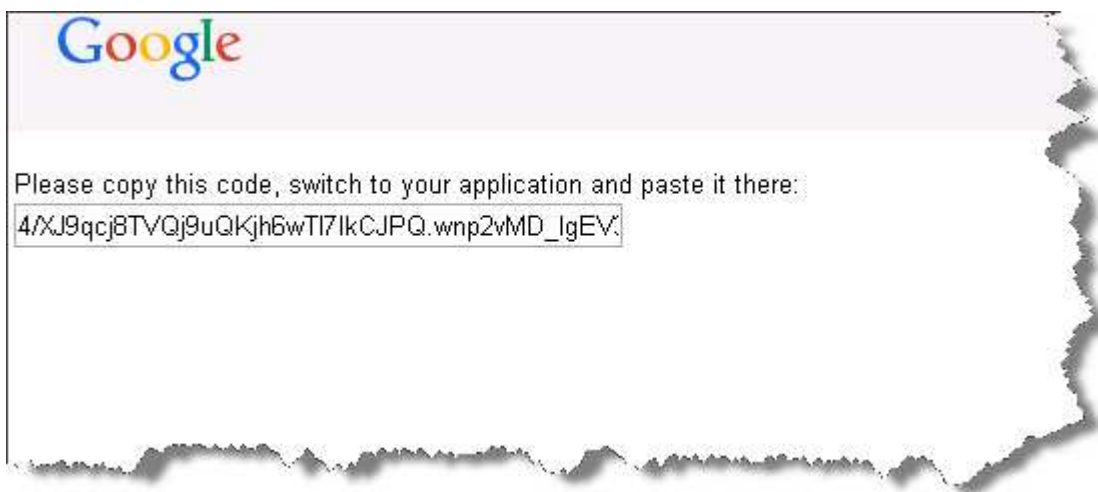 Google
Please copy this code, switch to your application and paste it there:
4/XJ9qcj8TVQj9uQKjh6wTl7IkCJPQ.wnp2vMD_IgEV